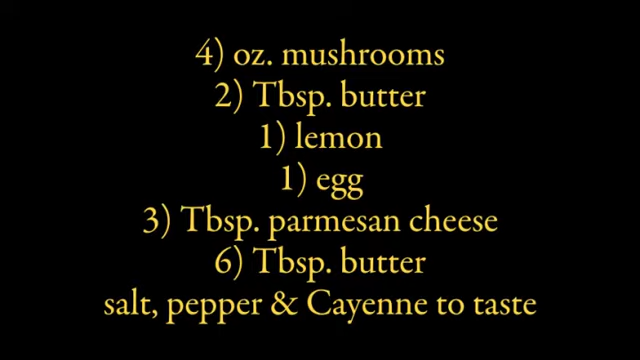 4) oz. mushrooms
2) Tbsp. butter
1) lemon
1) egg
3) Tbsp. parmesan cheese
6) Tbsp. butter
salt, pepper & Cayenne to taste